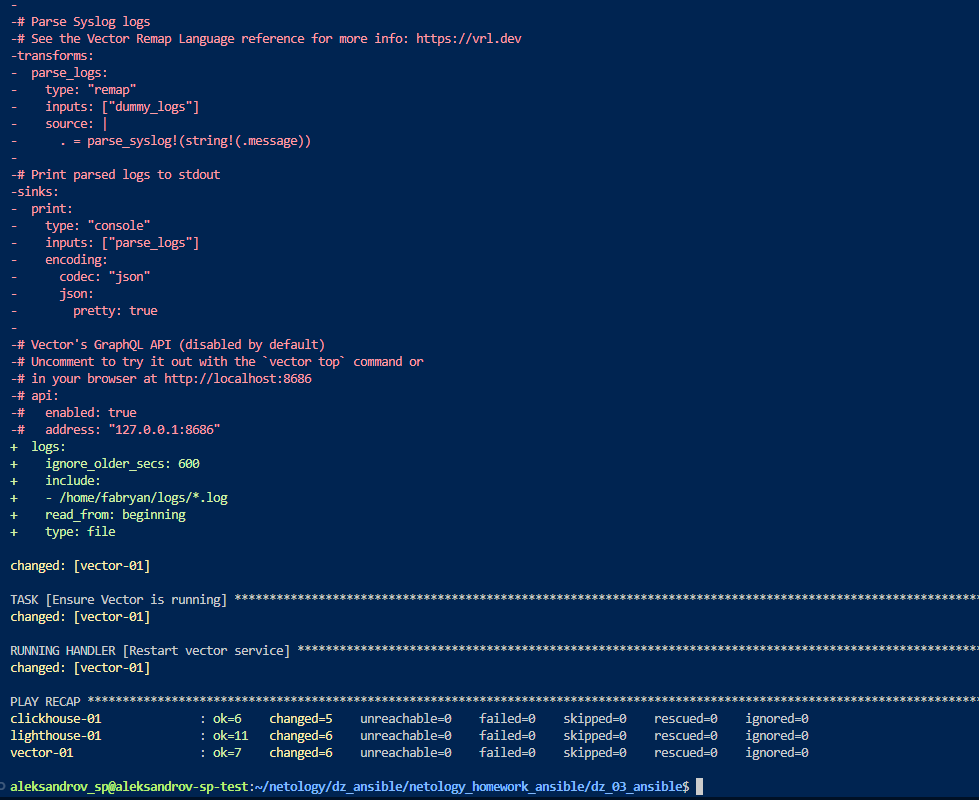 -
-# Parse Syslog logs
-# See the Vector Remap Language reference for more info: https://vrl.dev
-transforms:
-  parse_logs:
-    type: "remap"
-    inputs: ["dummy_logs"]
-    source: |
-      . = parse_syslog!(string!(.message))
-
-# Print parsed logs to stdout
-sinks:
-  print:
-    type: "console"
-    inputs: ["parse_logs"]
-    encoding:
-      codec: "json"
-      json:
-        pretty: true
-
-# Vector's GraphQL API (disabled by default)
-# Uncomment to try it out with the `vector top` command or
-# in your browser at http://localhost:8686
-# api:
-#   enabled: true
-#   address: "127.0.0.1:8686"
+  logs:
+    ignore_older_secs: 600
+    include:
+    - /home/fabryan/logs/*.log
+    read_from: beginning
+    type: file

changed: [vector-01]

TASK [Ensure Vector is running] **********************************************************************************************************
changed: [vector-01]

RUNNING HANDLER [Restart vector service] *************************************************************************************************
changed: [vector-01]

PLAY RECAP *******************************************************************************************************************************
clickhouse-01              : ok=6    changed=5    unreachable=0    failed=0    skipped=0    rescued=0    ignored=0
lighthouse-01              : ok=11   changed=6    unreachable=0    failed=0    skipped=0    rescued=0    ignored=0
vector-01                  : ok=7    changed=6    unreachable=0    failed=0    skipped=0    rescued=0    ignored=0

aleksandrov_sp@aleksandrov-sp-test:~/netology/dz_ansible/netology_homework_ansible/dz_03_ansible$